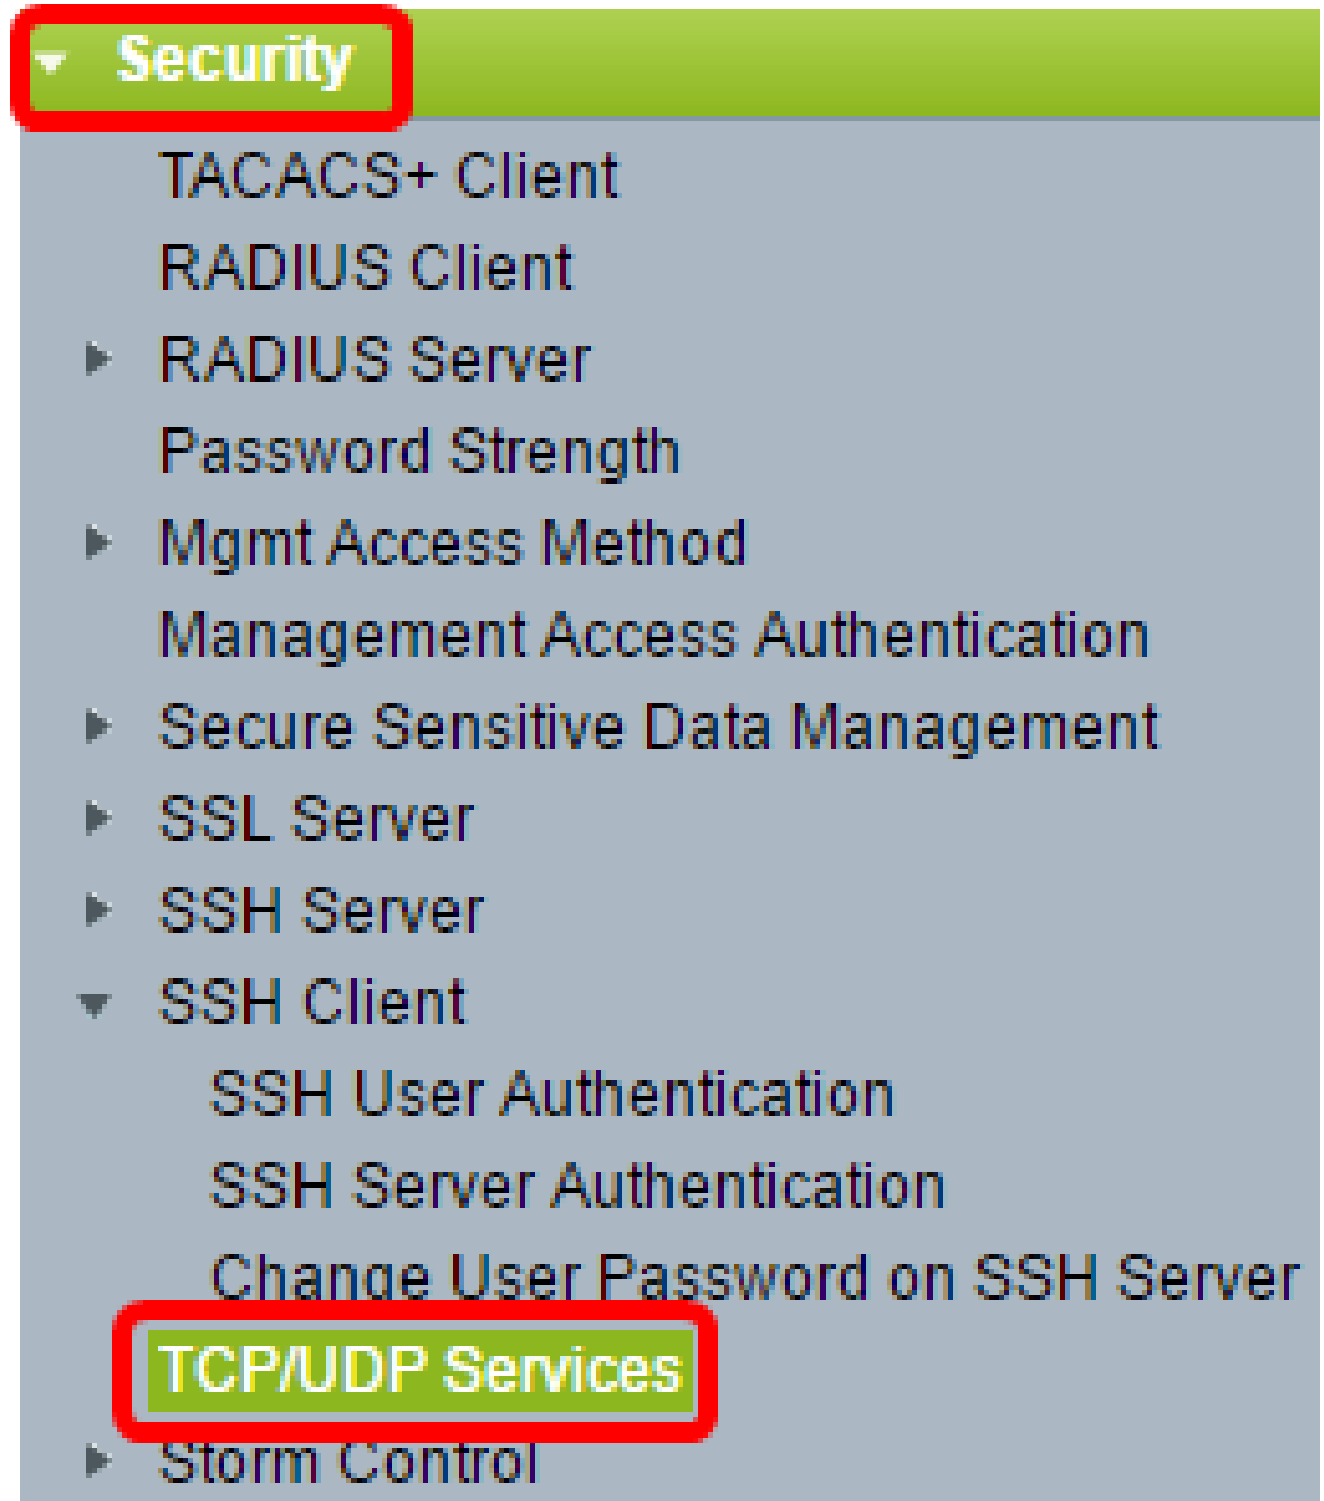 Security
TACACS+ Client
RADIUS Client
RADIUS Server
Password Strength
Mgmt Access Method
Management Access Authentication
Secure Sensitive Data Management
SSL Server
SSH Server
SSH Client
SSH User Authentication
SSH Server Authentication
Change User Password on SSH Server
TCP/UDP Services
Storm Control